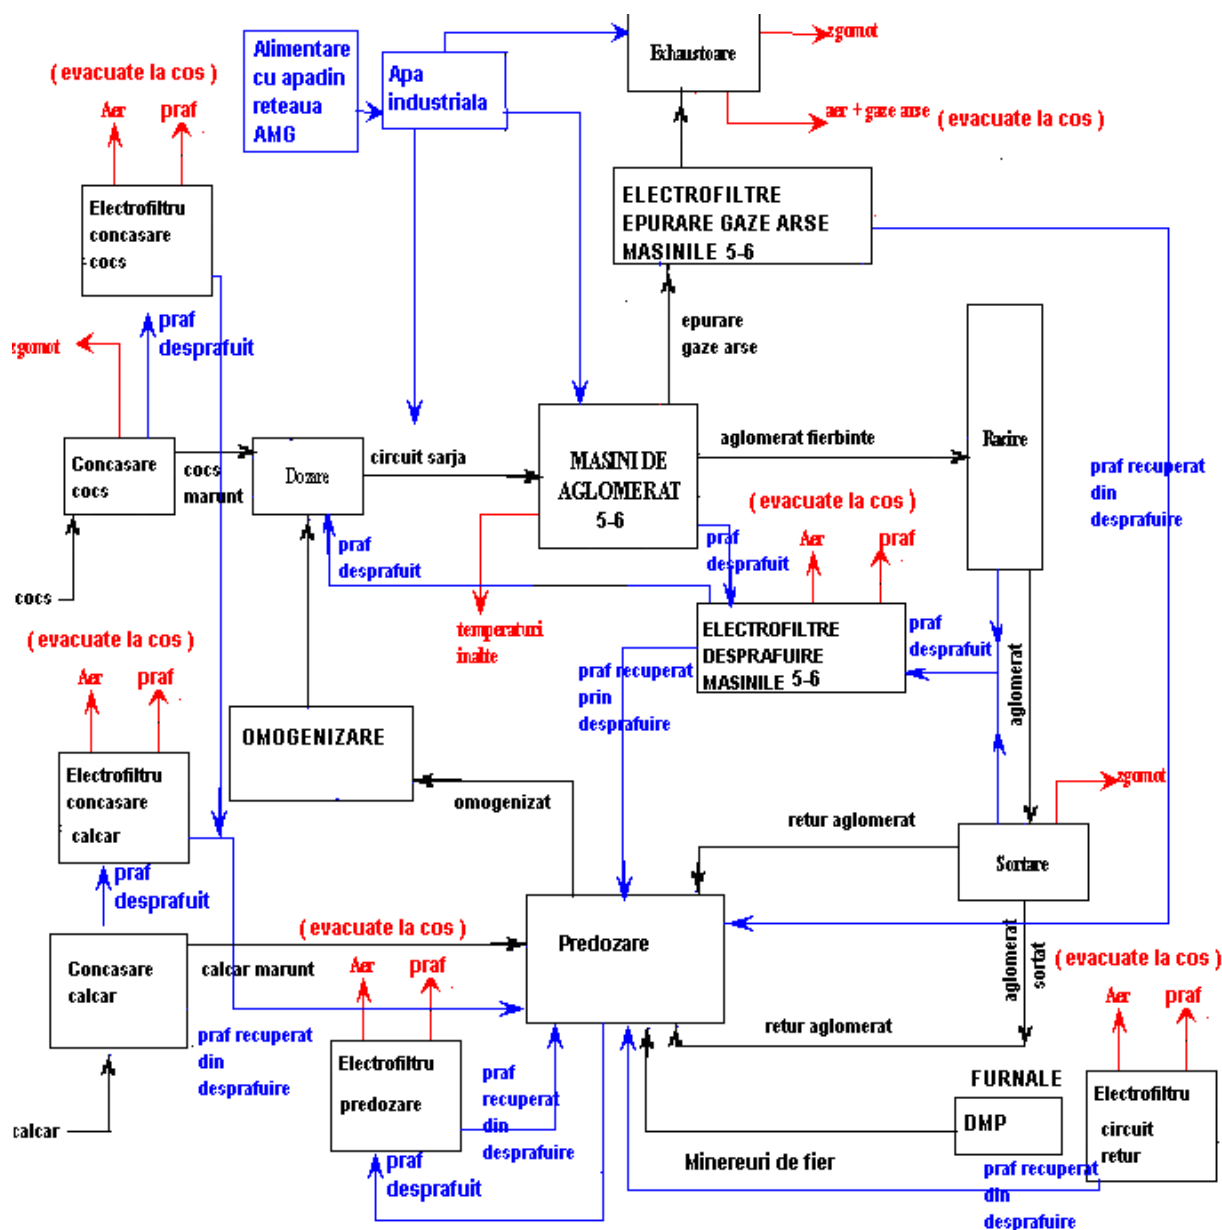 Exhaustoare
zgomot
aer + gaze arse
( evacuate la cos )
Alimentare
cu apadin
reteaua
AMG
Apa
industriala
( evacuate la cos )
Aer
praf
Electrofiltru
concasare
cocs
ELECTROFILTRE
EPURARE GAZE ARSE
MASINILE 5-6
praf
desprafuit
zgomot
epurare
gaze arse
Concasare
cocs
cocs
marunt
Dozare
circuit sarja
MASINI DE
AGLOMERAT
5-6
aglomerat fierbinte
Racire
praf recuperat
din
desprafuire
( evacuate la cos )
Aer
praf
praf
desprafuit
praf
desprafuit
cocs
temperaturi
inalte
ELECTROFILTRE
DESPRAFUIRE
MASINILE 5-6
praf
desprafuit
aglomerat
( evacuate la cos )
Aer
praf
praf recuperat
prin
desprafuire
OMOGENIZARE
Electrofiltru
concasare
calcar
omogenizat
zgomot
retur aglomerat
Sortare
praf
desprafuit
( evacuate la cos )
Predozare
aglomerat
sortat
( evacuate la cos )
Concasare
calcar
calcar marunt
Aer
praf
Aer
praf
praf recuperat
din
desprafuire
retur aglomerat
Electrofiltru
predozare
praf
recuperat
din
desprafuire
FURNALE
DMP
Electrofiltru
circuit
retur
calcar
praf
desprafuit
Minereuri de fier
praf recuperat
din
desprafuire